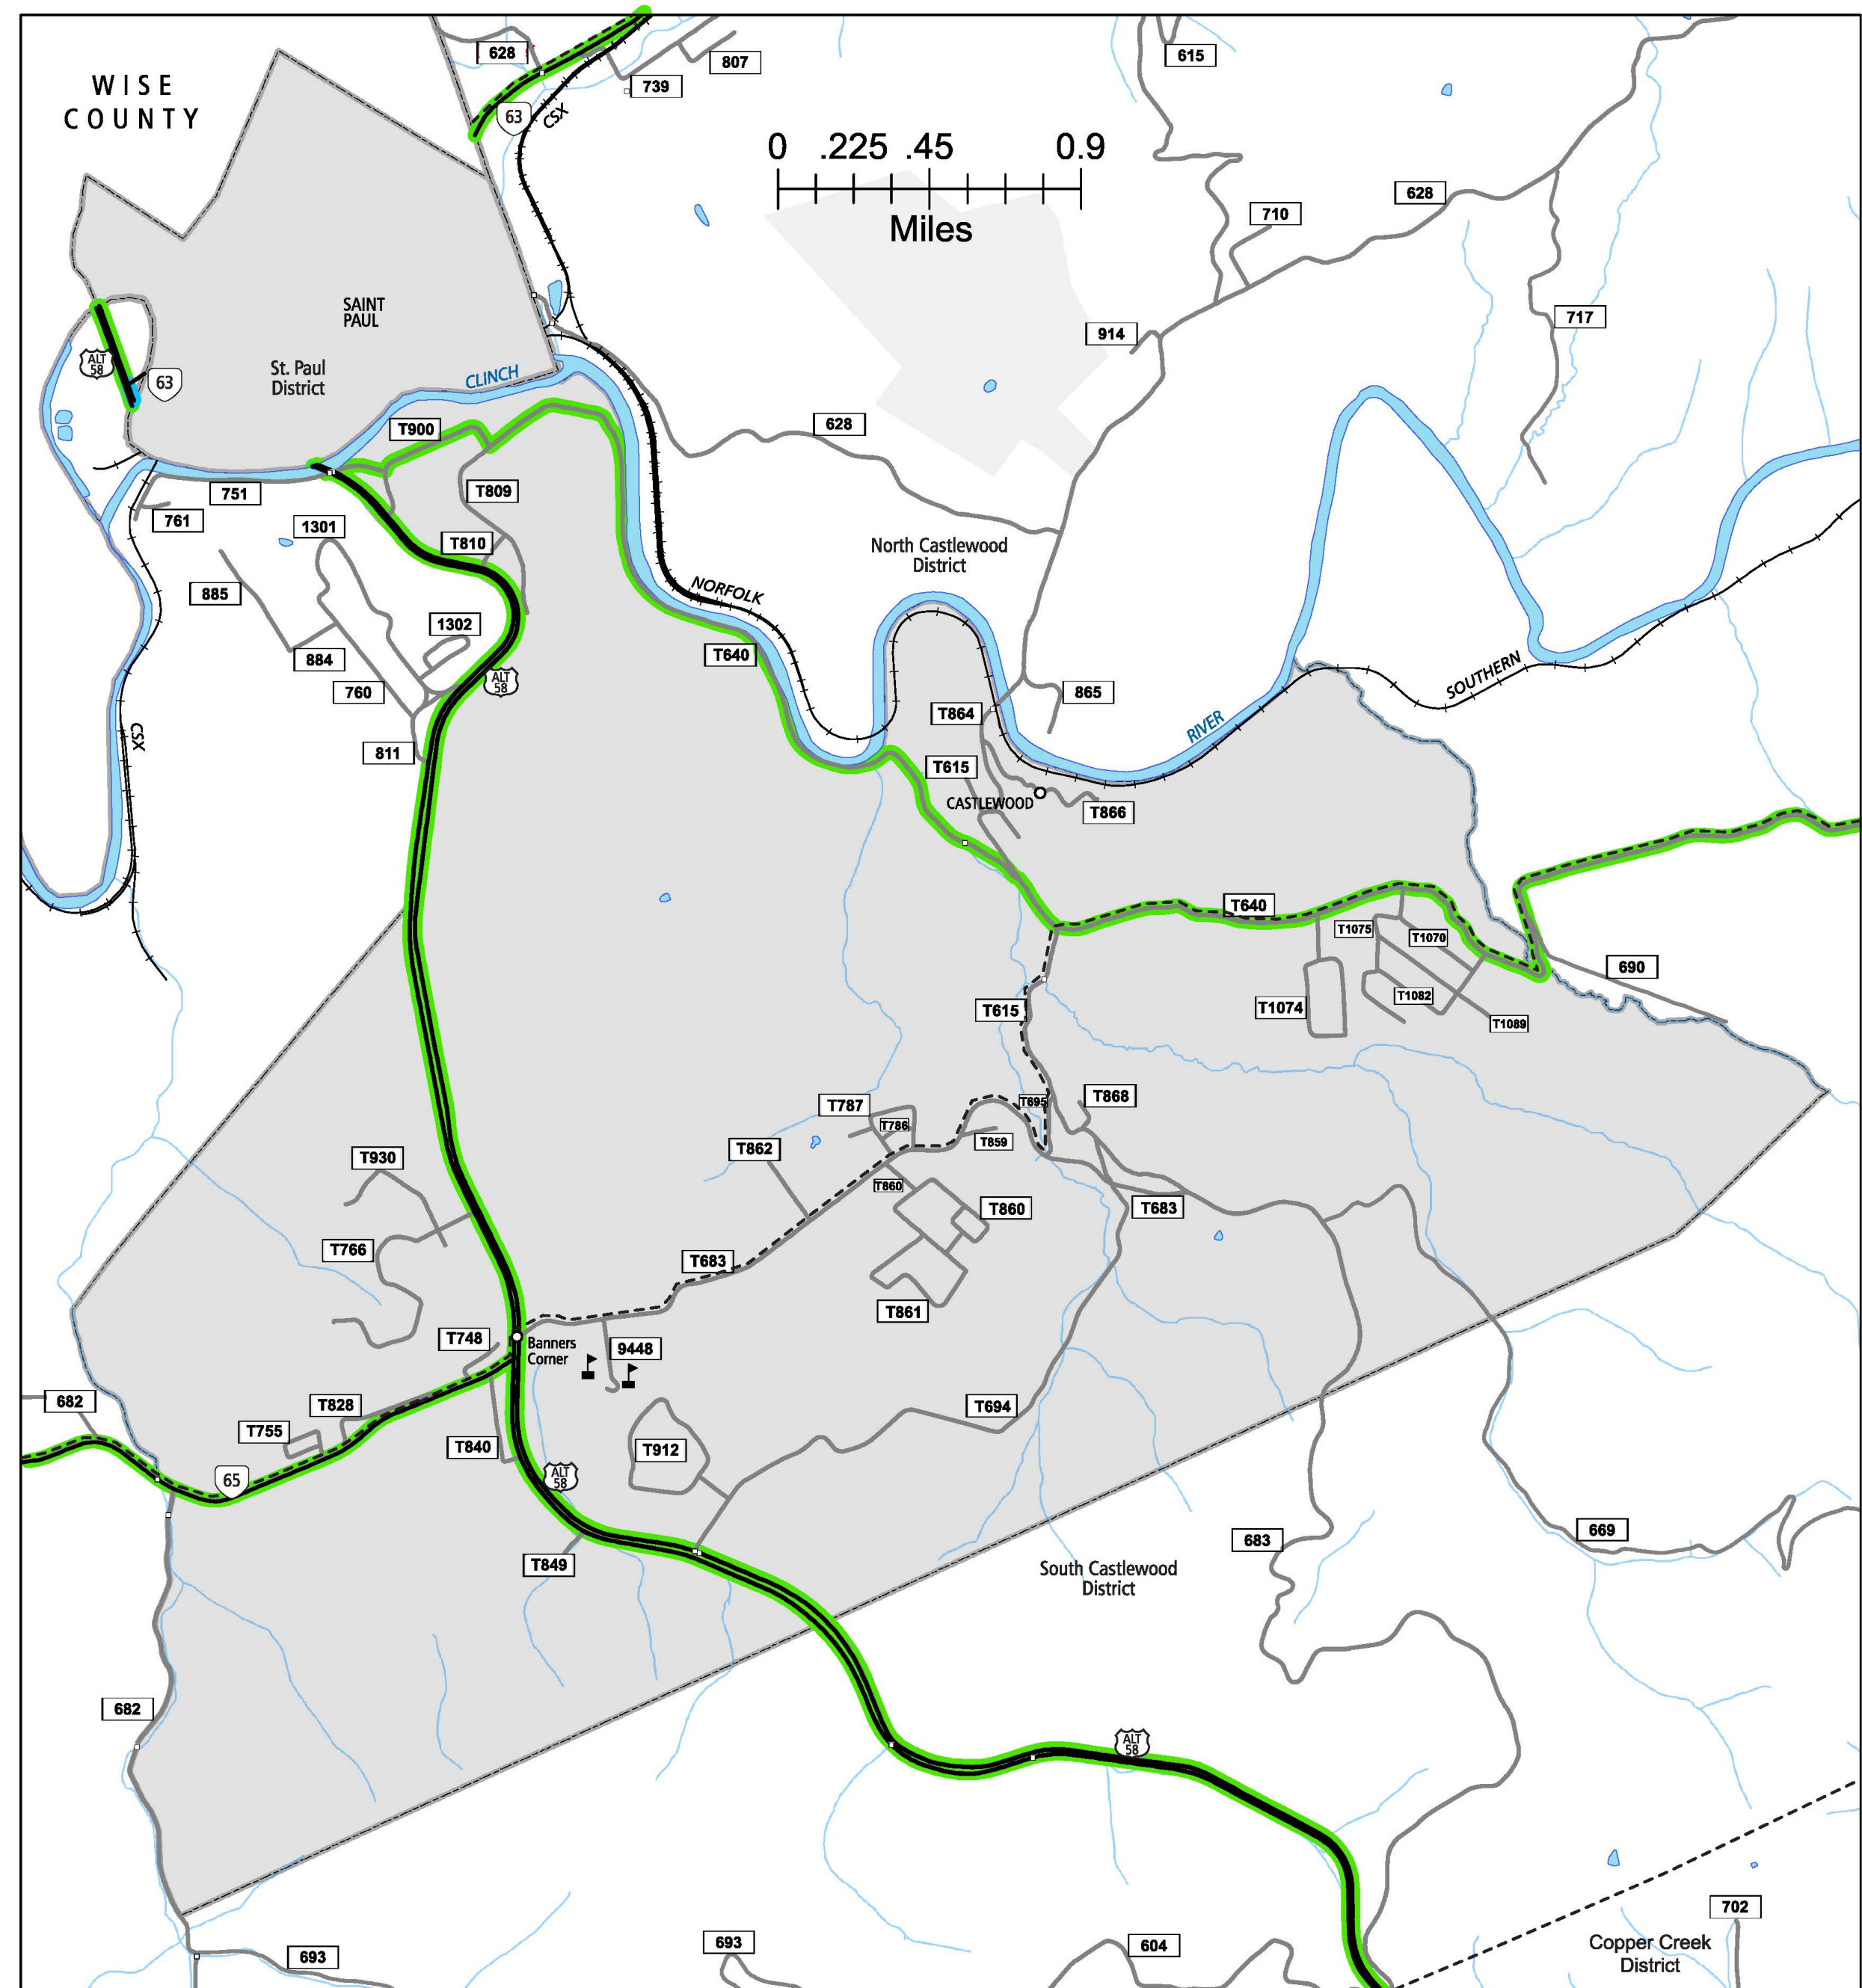 WISE
COUNTY
628
807
739
63
CSX
615
0 .225 .45 0.9
Miles
628
710
SAINT
PAUL
914
717
ALT
58
63
St. Paul
District
CLINCH
T900
628
751
T809
761
1301
T810
North Castlewood
District
885
NORFOLK
1302
884
T640
ALT
58
760
865
SOUTHERN
T864
RIVER
CSX
811
T615
CASTLEWOOD
T866
T640
T1075
T1070
690
T1082
T1074
T615
T1089
T868
T695
T787
T786
T859
T862
T930
T860
T860
T683
T766
T683
T861
T748
Banners
Corner
9448
682
T828
T694
T755
T840
T912
65
ALT
58
669
683
T849
South Castlewood
District
682
ALT
58
702
Copper Creek
District
693
693
604